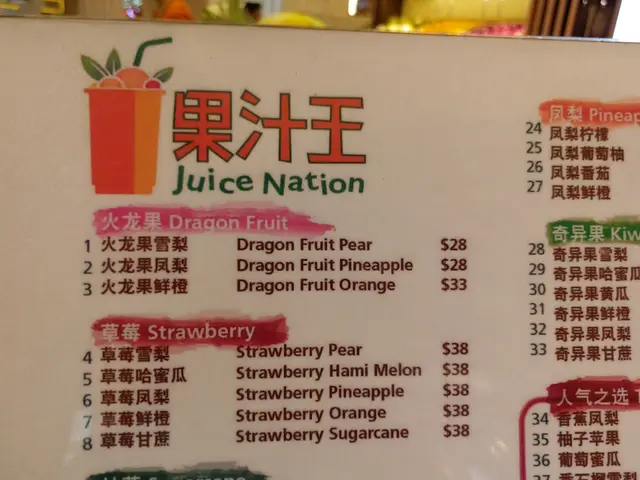 果汁王
Juice Nation
火龙果 Dragon Fruit
1 火龙果雪梨 Dragon Fruit Pear $28
2 火龙果凤梨 Dragon Fruit Pineapple $28
3 火龙果鲜橙 Dragon Fruit Orange $33
草莓 Strawberry
4 草莓雪梨 Strawberry Pear $38
5 草莓哈蜜瓜 Strawberry Hami Melon $38
6 草莓凤梨 Strawberry Pineapple $38
7 草莓鲜橙 Strawberry Orange $38
8 草莓甘蔗 Strawberry Sugarcane $38
凤梨 Pineap
24 凤梨柠檬
25 凤梨葡萄柚
26 凤梨番茄
27 凤梨鲜橙
奇异果 Kiw
28 奇异果雪梨
29 奇异果哈蜜瓜
30 奇异果黄瓜
31 奇异果鲜橙
32 奇异果凤梨
33 奇异果甘蔗
人气之选
34 香蕉凤梨
35 柚子苹果
36 葡萄蜜瓜